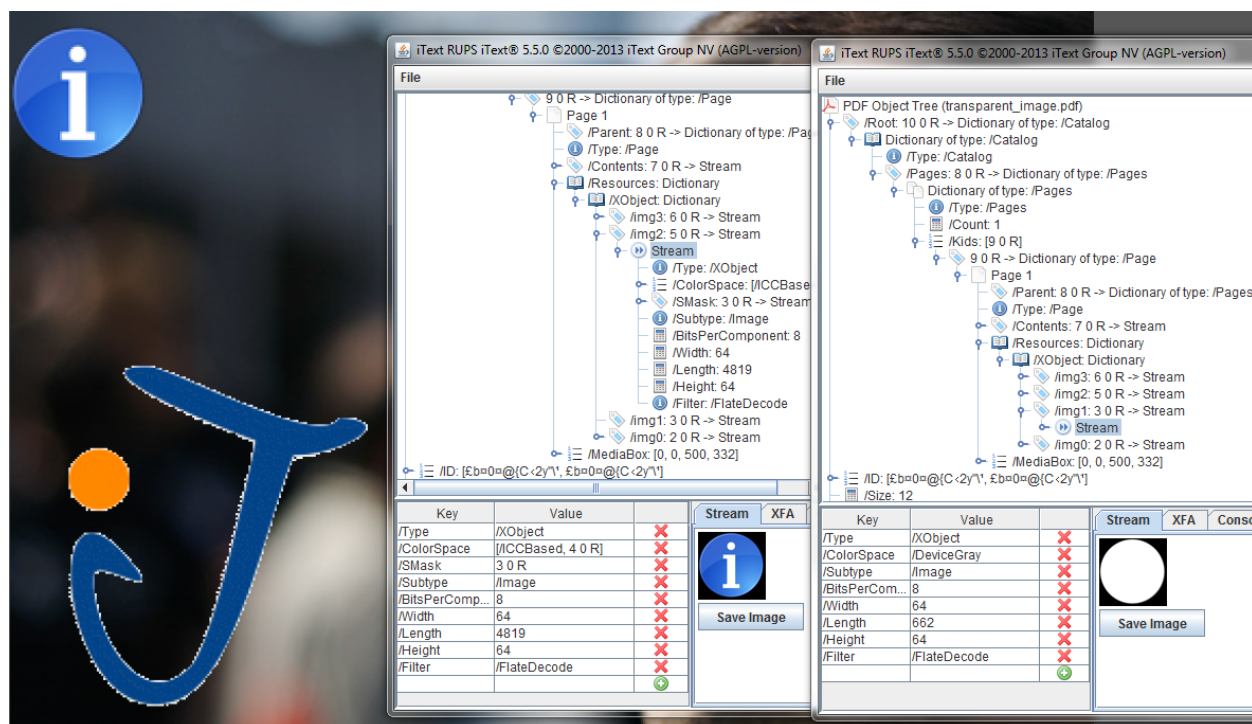 iText RUPS iText® 5.5.0 ©2000-2013 iText Group NV (AGPL-version)
File
9 0 R -> Dictionary of type: /Page
Page 1
/Parent: 8 0 R -> Dictionary of type: /Pag
/Type: /Page
/Contents: 7 0 R -> Stream
/Resources: Dictionary
/XObject: Dictionary
/img3: 6 0 R -> Stream
/img2: 5 0 R -> Stream
Stream
/Type: /XObject
/ColorSpace: [/ICCBase
/SMask: 3 0 R -> Stream
/Subtype: /Image
/BitsPerComponent: 8
/Width: 64
/Length: 4819
/Height: 64
/Filter: /FlateDecode
/img1: 3 0 R -> Stream
/img0: 2 0 R -> Stream
/MediaBox: [0, 0, 500, 332]
/ID: [£b¤0¤@{C‹2y"\', £b¤0¤@{C‹2y"\']
Key Value
/Type /XObject
/ColorSpace [/ICCBased, 4 0 R]
/SMask 3 0 R
/Subtype /Image
/BitsPerComp... 8
/Width 64
/Length 4819
/Height 64
/Filter /FlateDecode
Stream XFA
i
Save Image
iText RUPS iText® 5.5.0 ©2000-2013 iText Group NV (AGPL-version)
File
PDF Object Tree (transparent_image.pdf)
/Root: 10 0 R -> Dictionary of type: /Catalog
Dictionary of type: /Catalog
/Type: /Catalog
/Pages: 8 0 R -> Dictionary of type: /Pages
Dictionary of type: /Pages
/Type: /Pages
/Count: 1
/Kids: [9 0 R]
9 0 R -> Dictionary of type: /Page
Page 1
/Parent: 8 0 R -> Dictionary of type: /Pages
/Type: /Page
/Contents: 7 0 R -> Stream
/Resources: Dictionary
/XObject: Dictionary
/img3: 6 0 R -> Stream
/img2: 5 0 R -> Stream
/img1: 3 0 R -> Stream
Stream
/img0: 2 0 R -> Stream
/MediaBox: [0, 0, 500, 332]
/ID: [£b¤0¤@{C‹2y"\', £b¤0¤@{C‹2y"\']
/Size: 12
Key Value
/Type /XObject
/ColorSpace /DeviceGray
/Subtype /Image
/BitsPerCom... 8
/Width 64
/Length 662
/Height 64
/Filter /FlateDecode
Stream XFA Conso
Save Image
i
iJ